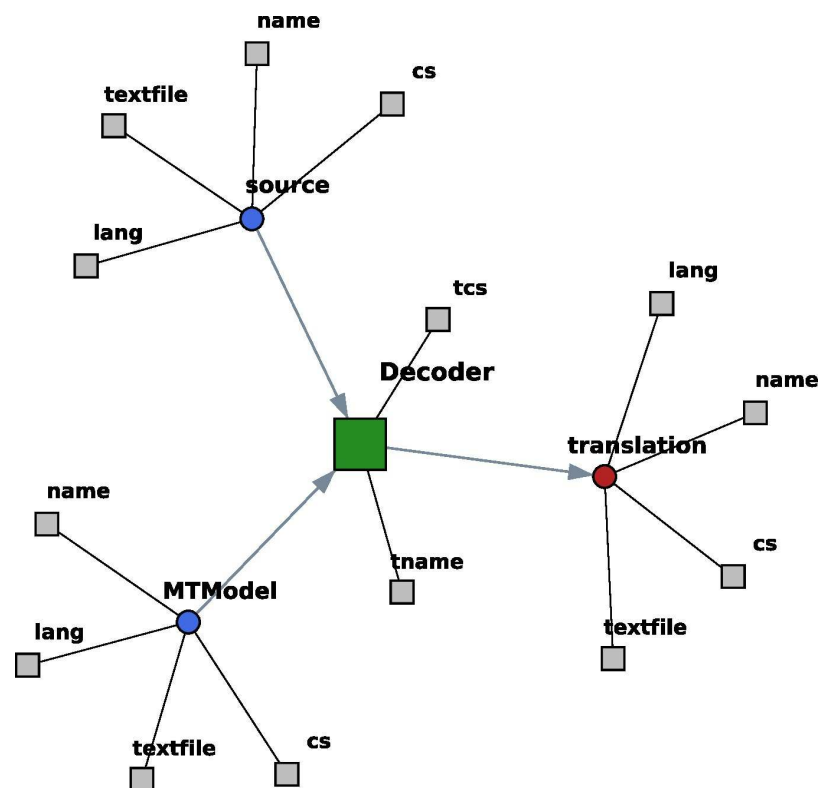 name
cs
textfile
source
lang
lang
tcs
Decoder
name
translation
name
cs
tname
MTModel
lang
textfile
cs
textfile